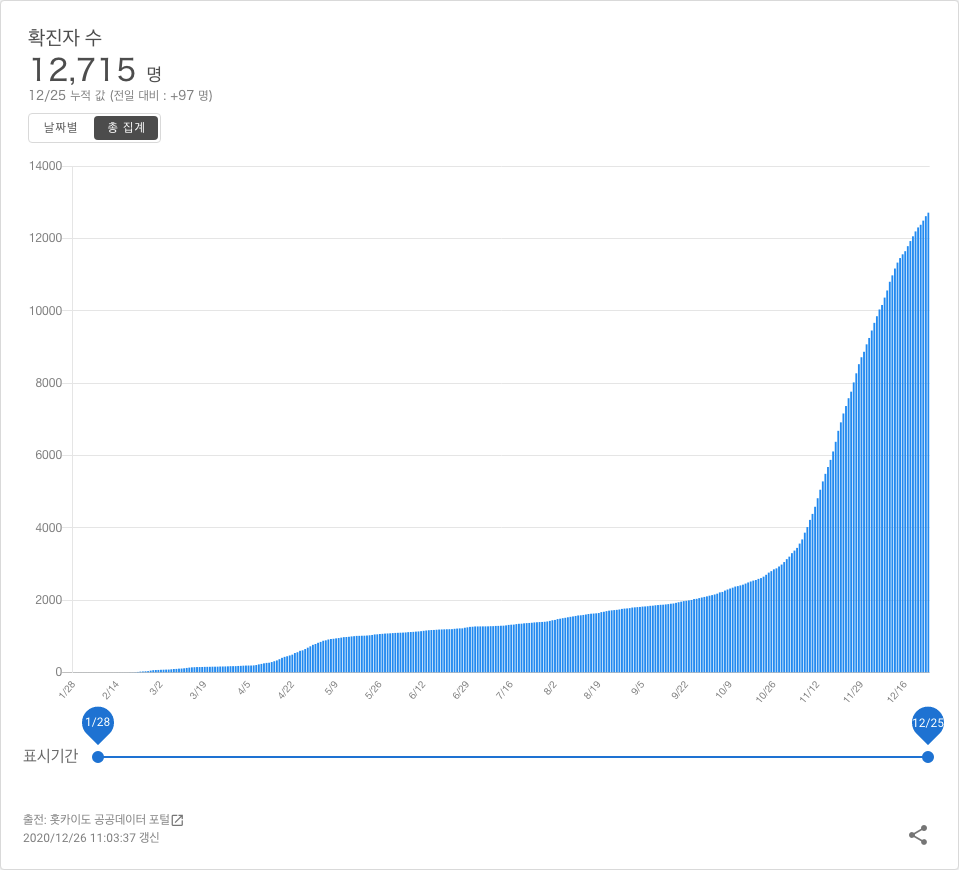 확진자 수
12,715 명
12/25 누적 값 (전일 대비 : +97 명)
날짜별 총 집계
14000
12000
10000
8000
6000
4000
2000
0
1/28 2/14 3/2 3/19 4/5 4/22 5/9 5/26 6/12 6/29 7/16 8/2 8/19 9/5 9/22 10/9 10/26 11/12 11/29 12/16
1/28 12/25
표시기간
출전: 홋카이도 공공데이터 포털
2020/12/26 11:03:37 갱신